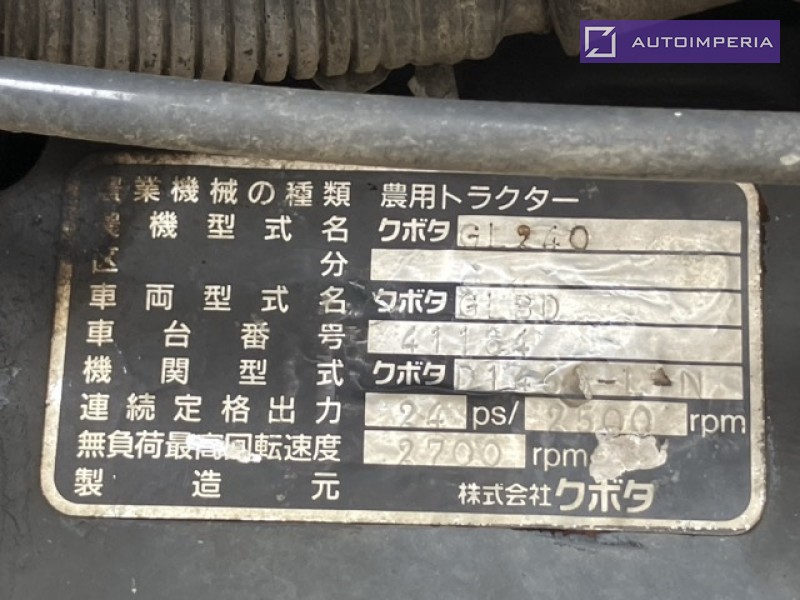 AUTOIMPERIA
農業機械の種類 農用トラクター
機型式名 クボタ GL240
区分
車両型式名 クボタ GLBD
車台番号 41184
機関型式 クボタ
連続定格出力 24 ps/ 2500 rpm
無負荷最高回転速度 2700 rpm
製造元 株式会社クボタ